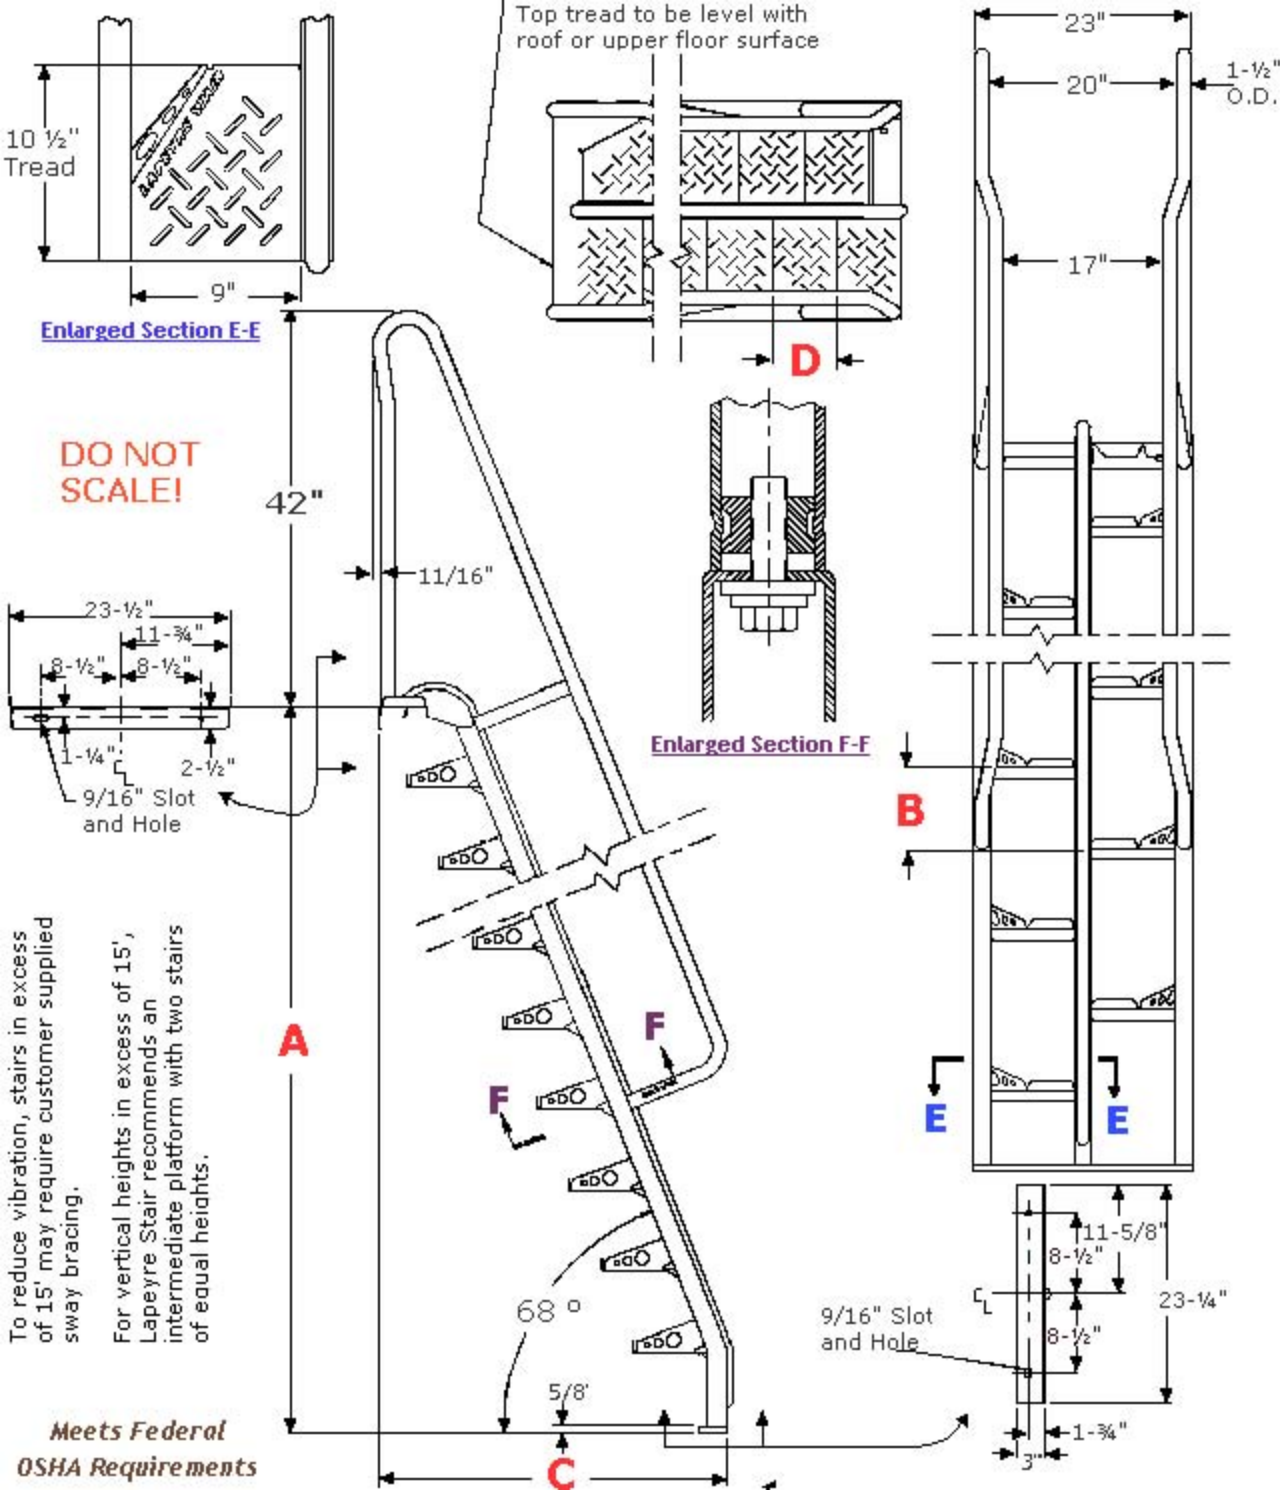 Top tread to be level with
roof or upper floor surface
10 ½"
Tread
9"
Enlarged Section E-E
D
23"
20"
1-½"
O.D.
17"
DO NOT
SCALE!
42"
11/16"
23-½"
11-¾"
8-½"
8-½"
1-¼"
CL
2-½"
9/16" Slot
and Hole
Enlarged Section F-F
B
A
F
F
E
E
To reduce vibration, stairs in excess
of 15' may require customer supplied
sway bracing.
For vertical heights in excess of 15',
Lapeyre Stair recommends an
intermediate platform with two stairs
of equal heights.
68 º
5/8'
C
Meets Federal
OSHA Requirements
11-5/8"
8-½"
CL
23-¼"
8-½"
9/16" Slot
and Hole
1-¾"
3"